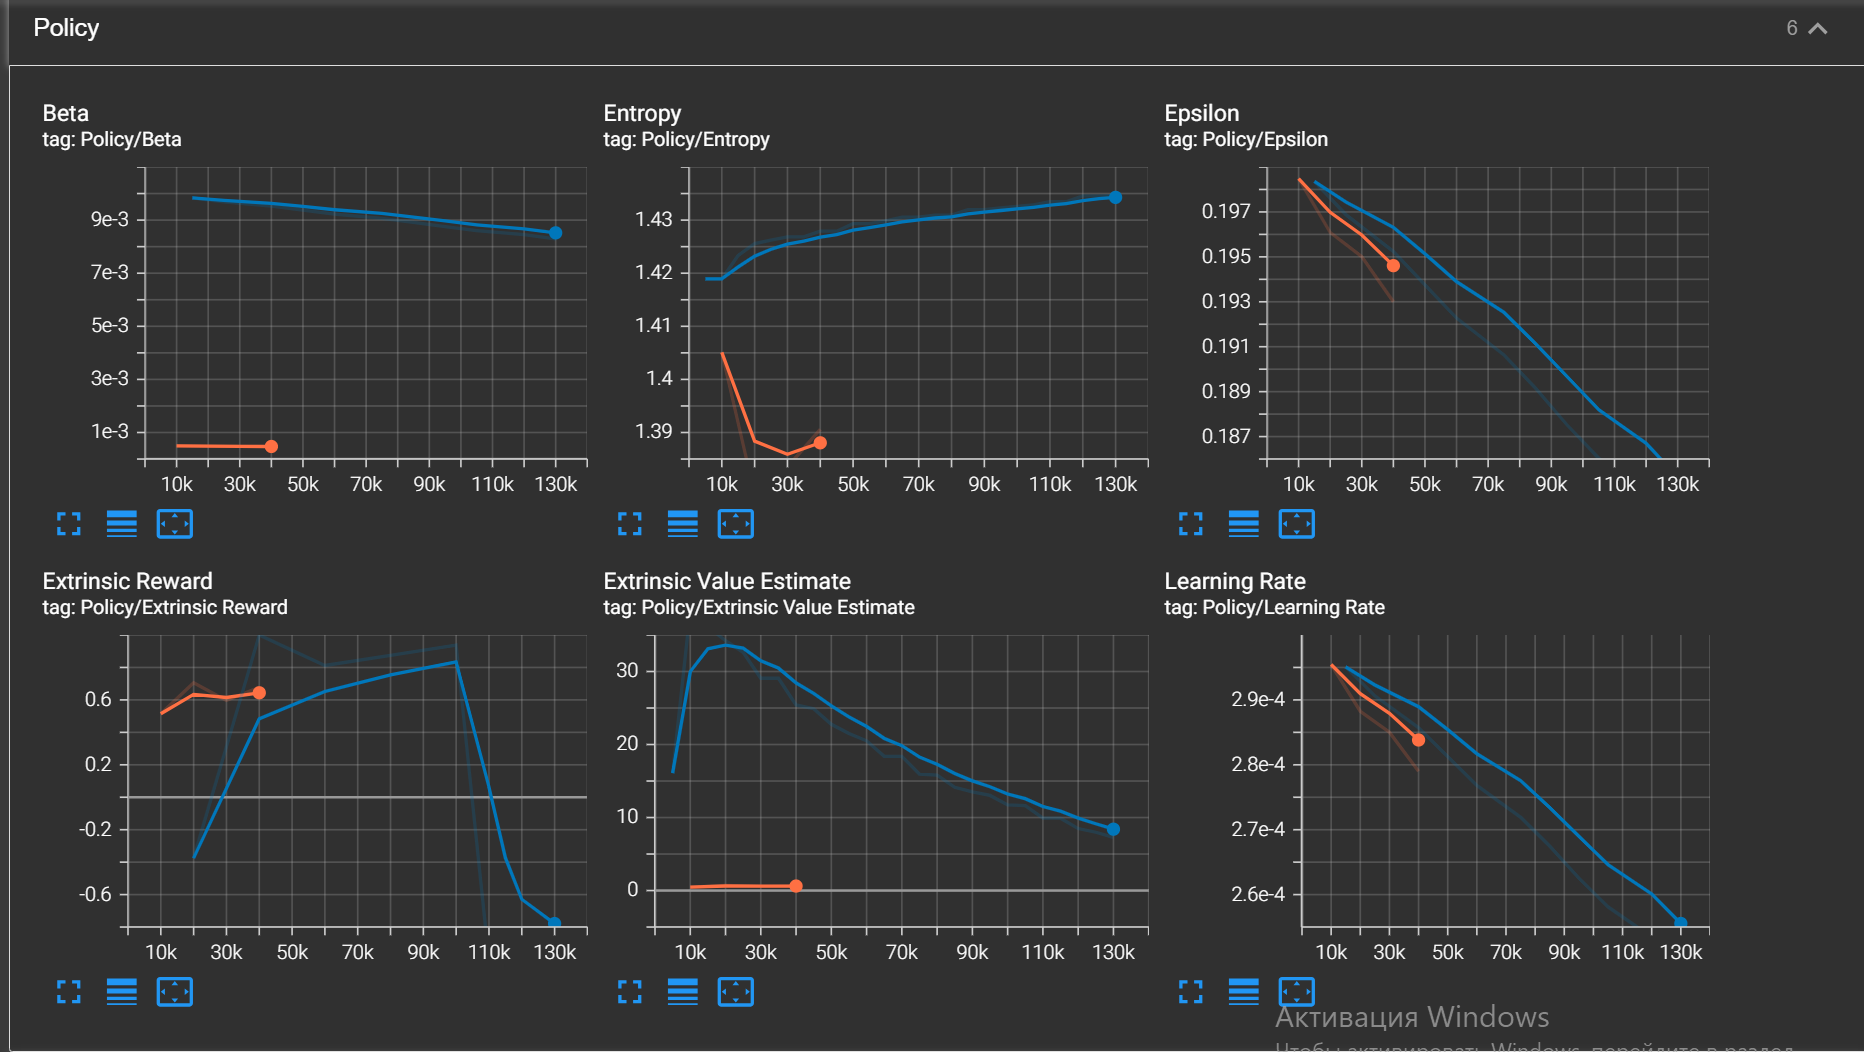 Policy
6
Beta
tag: Policy/Beta
9e-3
7e-3
5e-3
3e-3
1e-3
10k 30k 50k 70k 90k 110k 130k
Entropy
tag: Policy/Entropy
1.43
1.42
1.41
1.4
1.39
10k 30k 50k 70k 90k 110k 130k
Epsilon
tag: Policy/Epsilon
0.197
0.195
0.193
0.191
0.189
0.187
10k 30k 50k 70k 90k 110k 130k
Extrinsic Reward
tag: Policy/Extrinsic Reward
0.6
0.2
-0.2
-0.6
10k 30k 50k 70k 90k 110k 130k
Extrinsic Value Estimate
tag: Policy/Extrinsic Value Estimate
30
20
10
0
10k 30k 50k 70k 90k 110k 130k
Learning Rate
tag: Policy/Learning Rate
2.9e-4
2.8e-4
2.7e-4
2.6e-4
10k 30k 50k 70k 90k 110k 130k
Активация Windows
Чтобы активировать Windows, перейдите в раздел